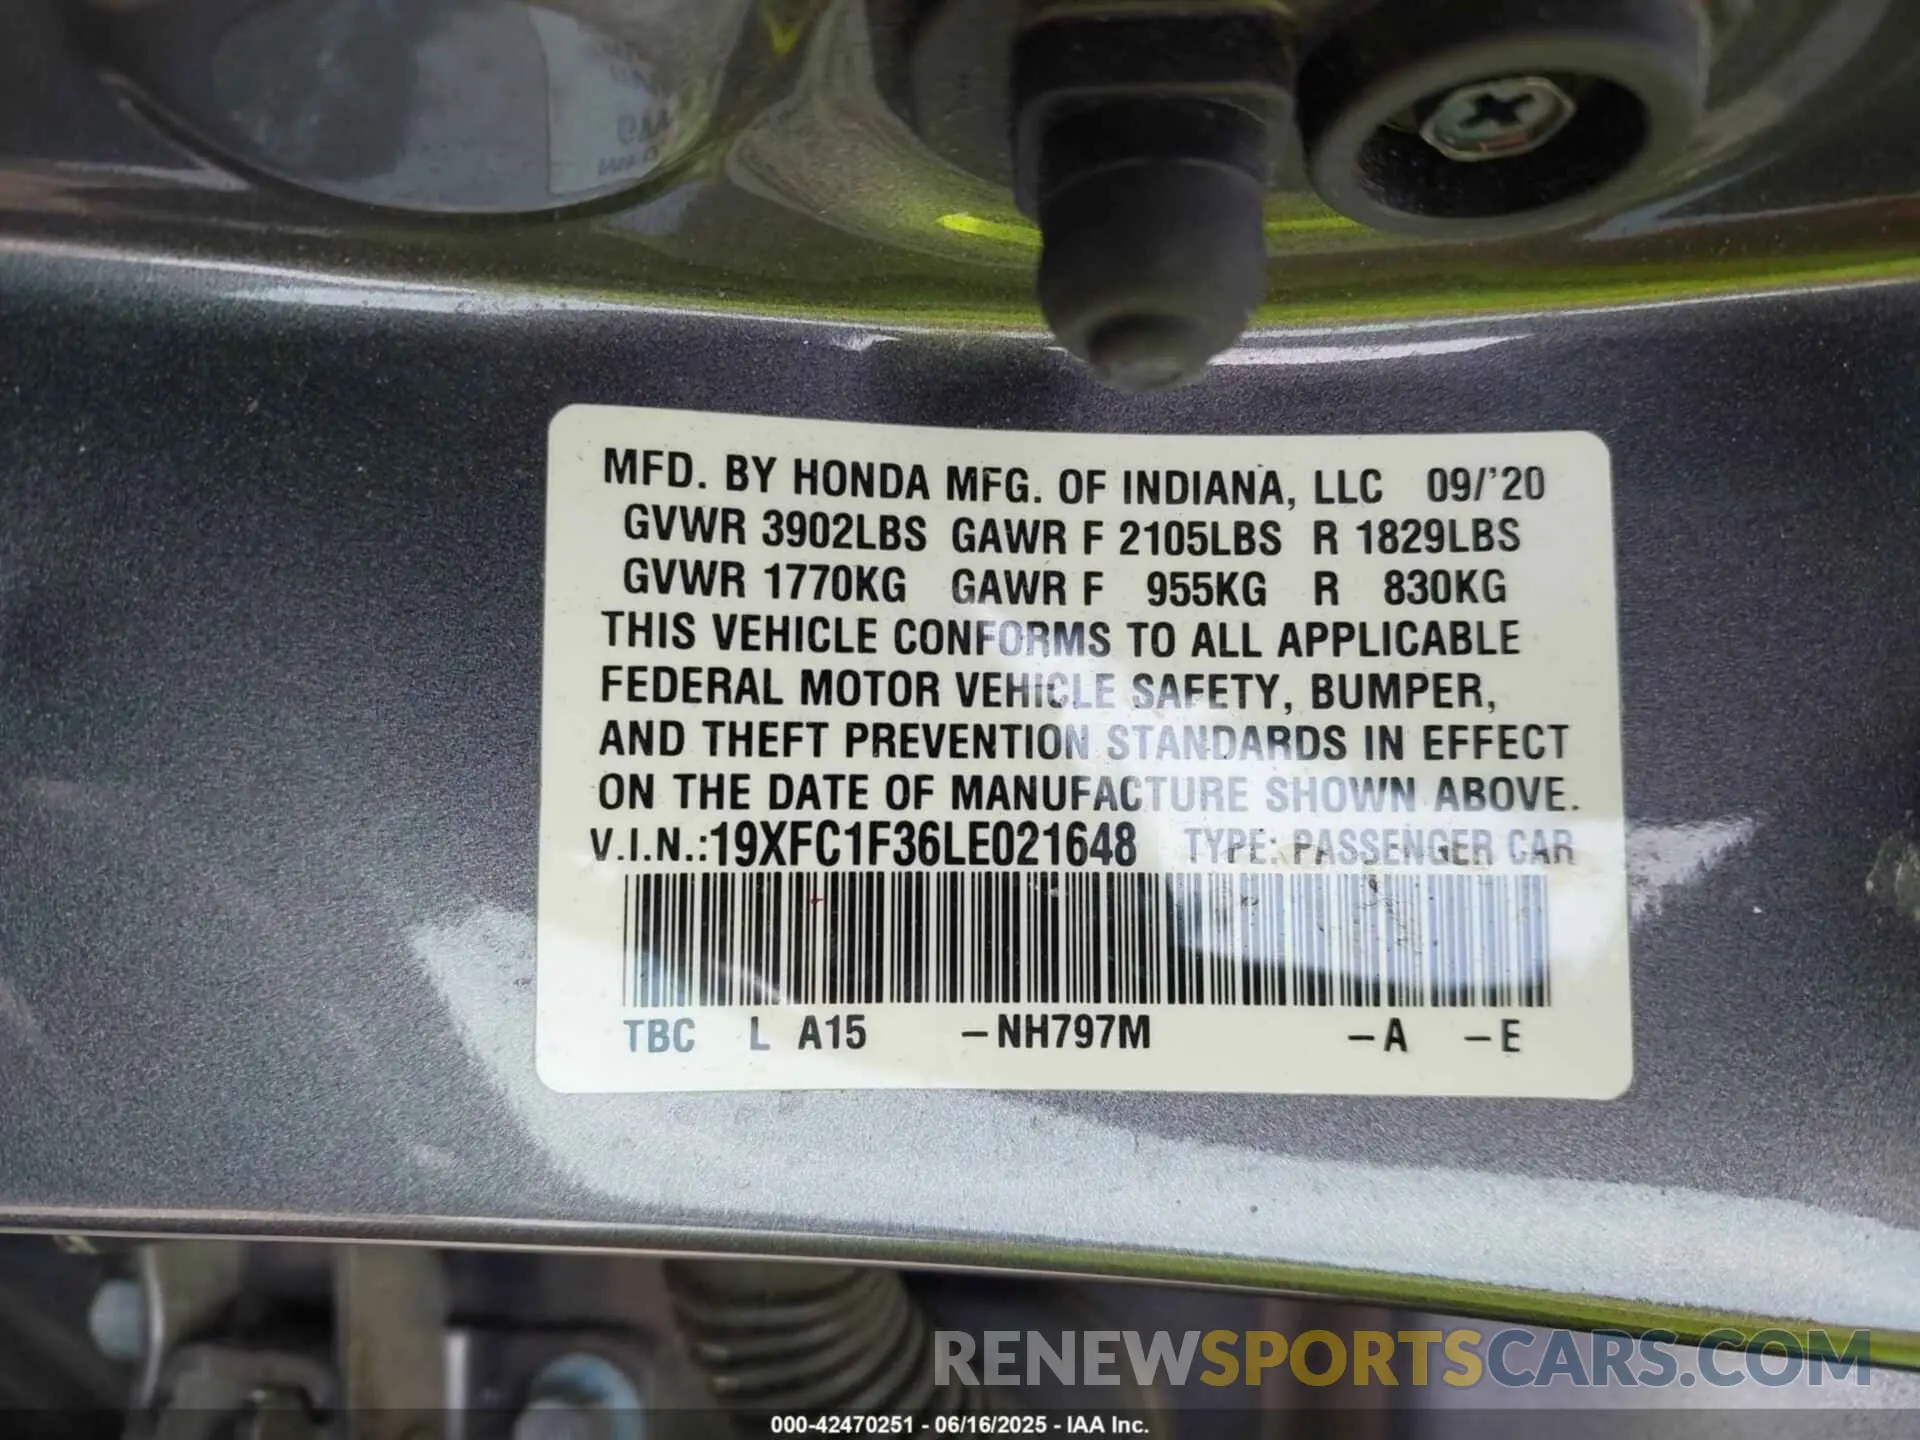 MFD. BY HONDA MFG. OF INDIANA, LLC 09/'20
GVWR 3902LBS GAWR F 2105LBS R 1829LBS
GVWR 1770KG GAWR F 955KG R 830KG
THIS VEHICLE CONFORMS TO ALL APPLICABLE
FEDERAL MOTOR VEHICLE SAFETY, BUMPER,
AND THEFT PREVENTION STANDARDS IN EFFECT
ON THE DATE OF MANUFACTURE SHOWN ABOVE.
V.I.N.:19XFC1F36LE021648 TYPE: PASSENGER CAR
TBC L A15 -NH797M -A -E
RENEWSPORTSCARS.COM
000-42470251 - 06/16/2025 - IAA Inc.